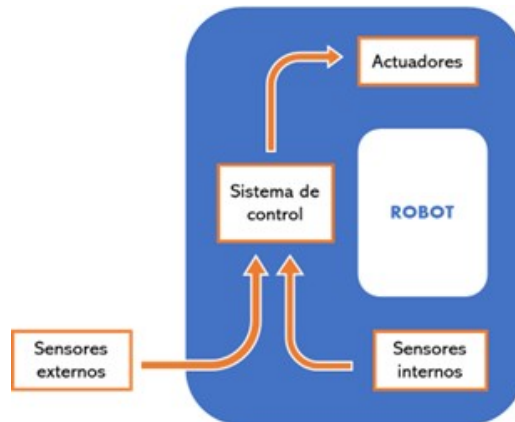 Actuadores
Sistema de
control
ROBOT
Sensores
externos
Sensores
internos